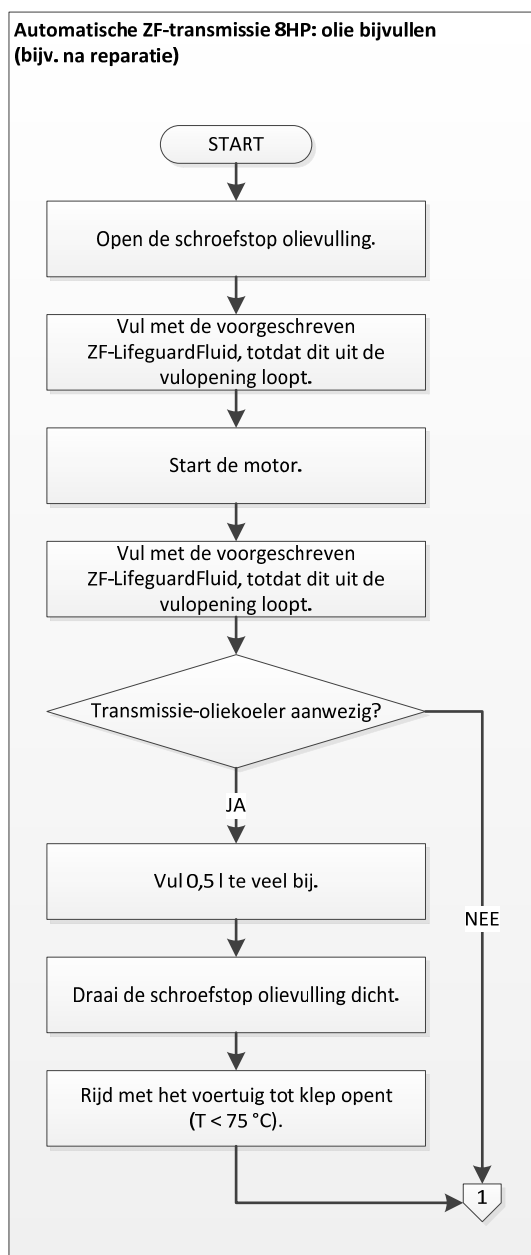 Automatische ZF-transmissie 8HP: olie bijvullen
(bijv. na reparatie)
START
Open de schroefstop olievulling.
Vul met de voorgeschreven
ZF-LifeguardFluid, totdat dit uit de
vulopening loopt.
Start de motor.
Vul met de voorgeschreven
ZF-LifeguardFluid, totdat dit uit de
vulopening loopt.
Transmissie-oliekoeler aanwezig?
JA
Vul 0,5 l te veel bij.
NEE
Draai de schroefstop olievulling dicht.
Rijd met het voertuig tot klep opent
(T < 75 °C).
1